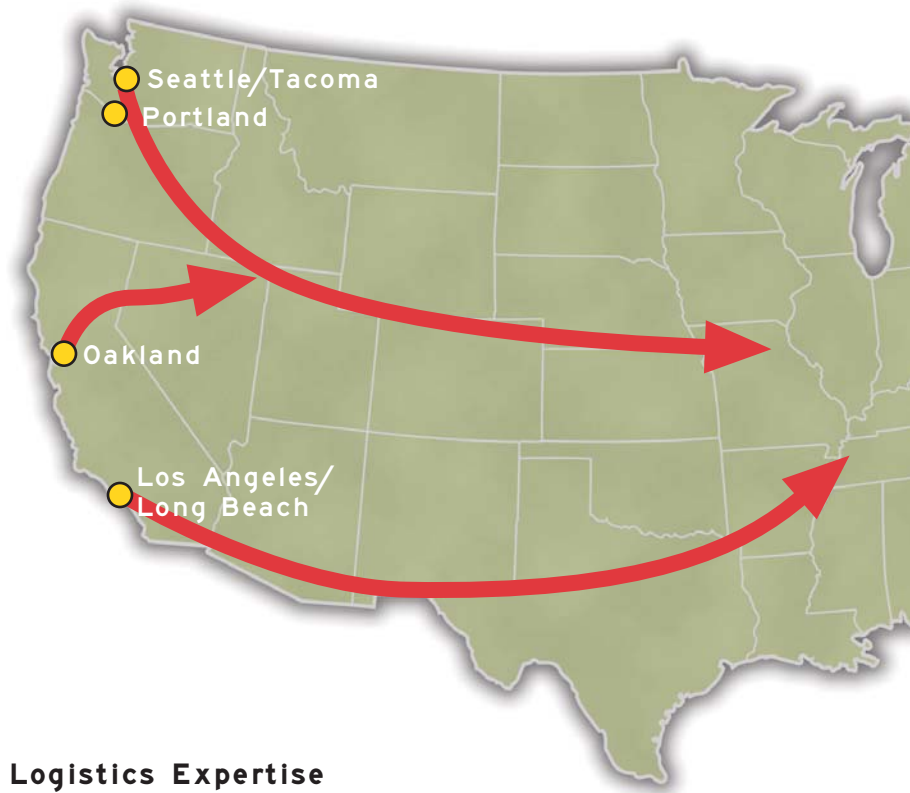 Seattle/Tacoma
Portland
Oakland
Los Angeles/
Long Beach
Logistics Expertise